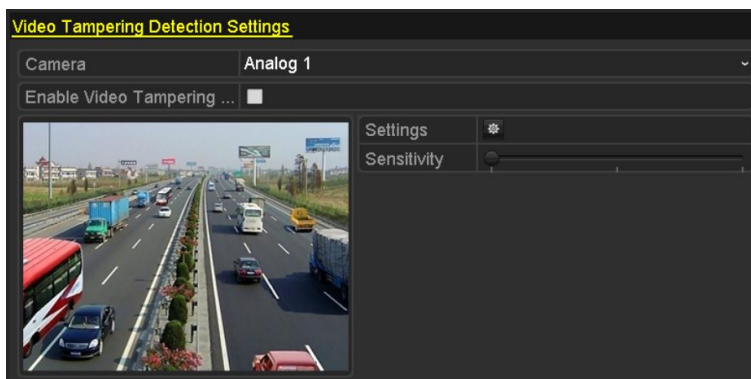 Video Tampering Detection Settings
Camera
Analog 1
Enable Video Tampering ...
Settings
Sensitivity